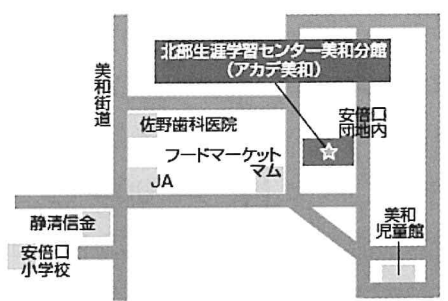 北部生涯学習センター美和分館
（アカデ美和）
美和街道
安倍口
団地内
佐野歯科医院
フードマーケット
マム
JA
静清信金
美和
児童館
安倍口
小学校